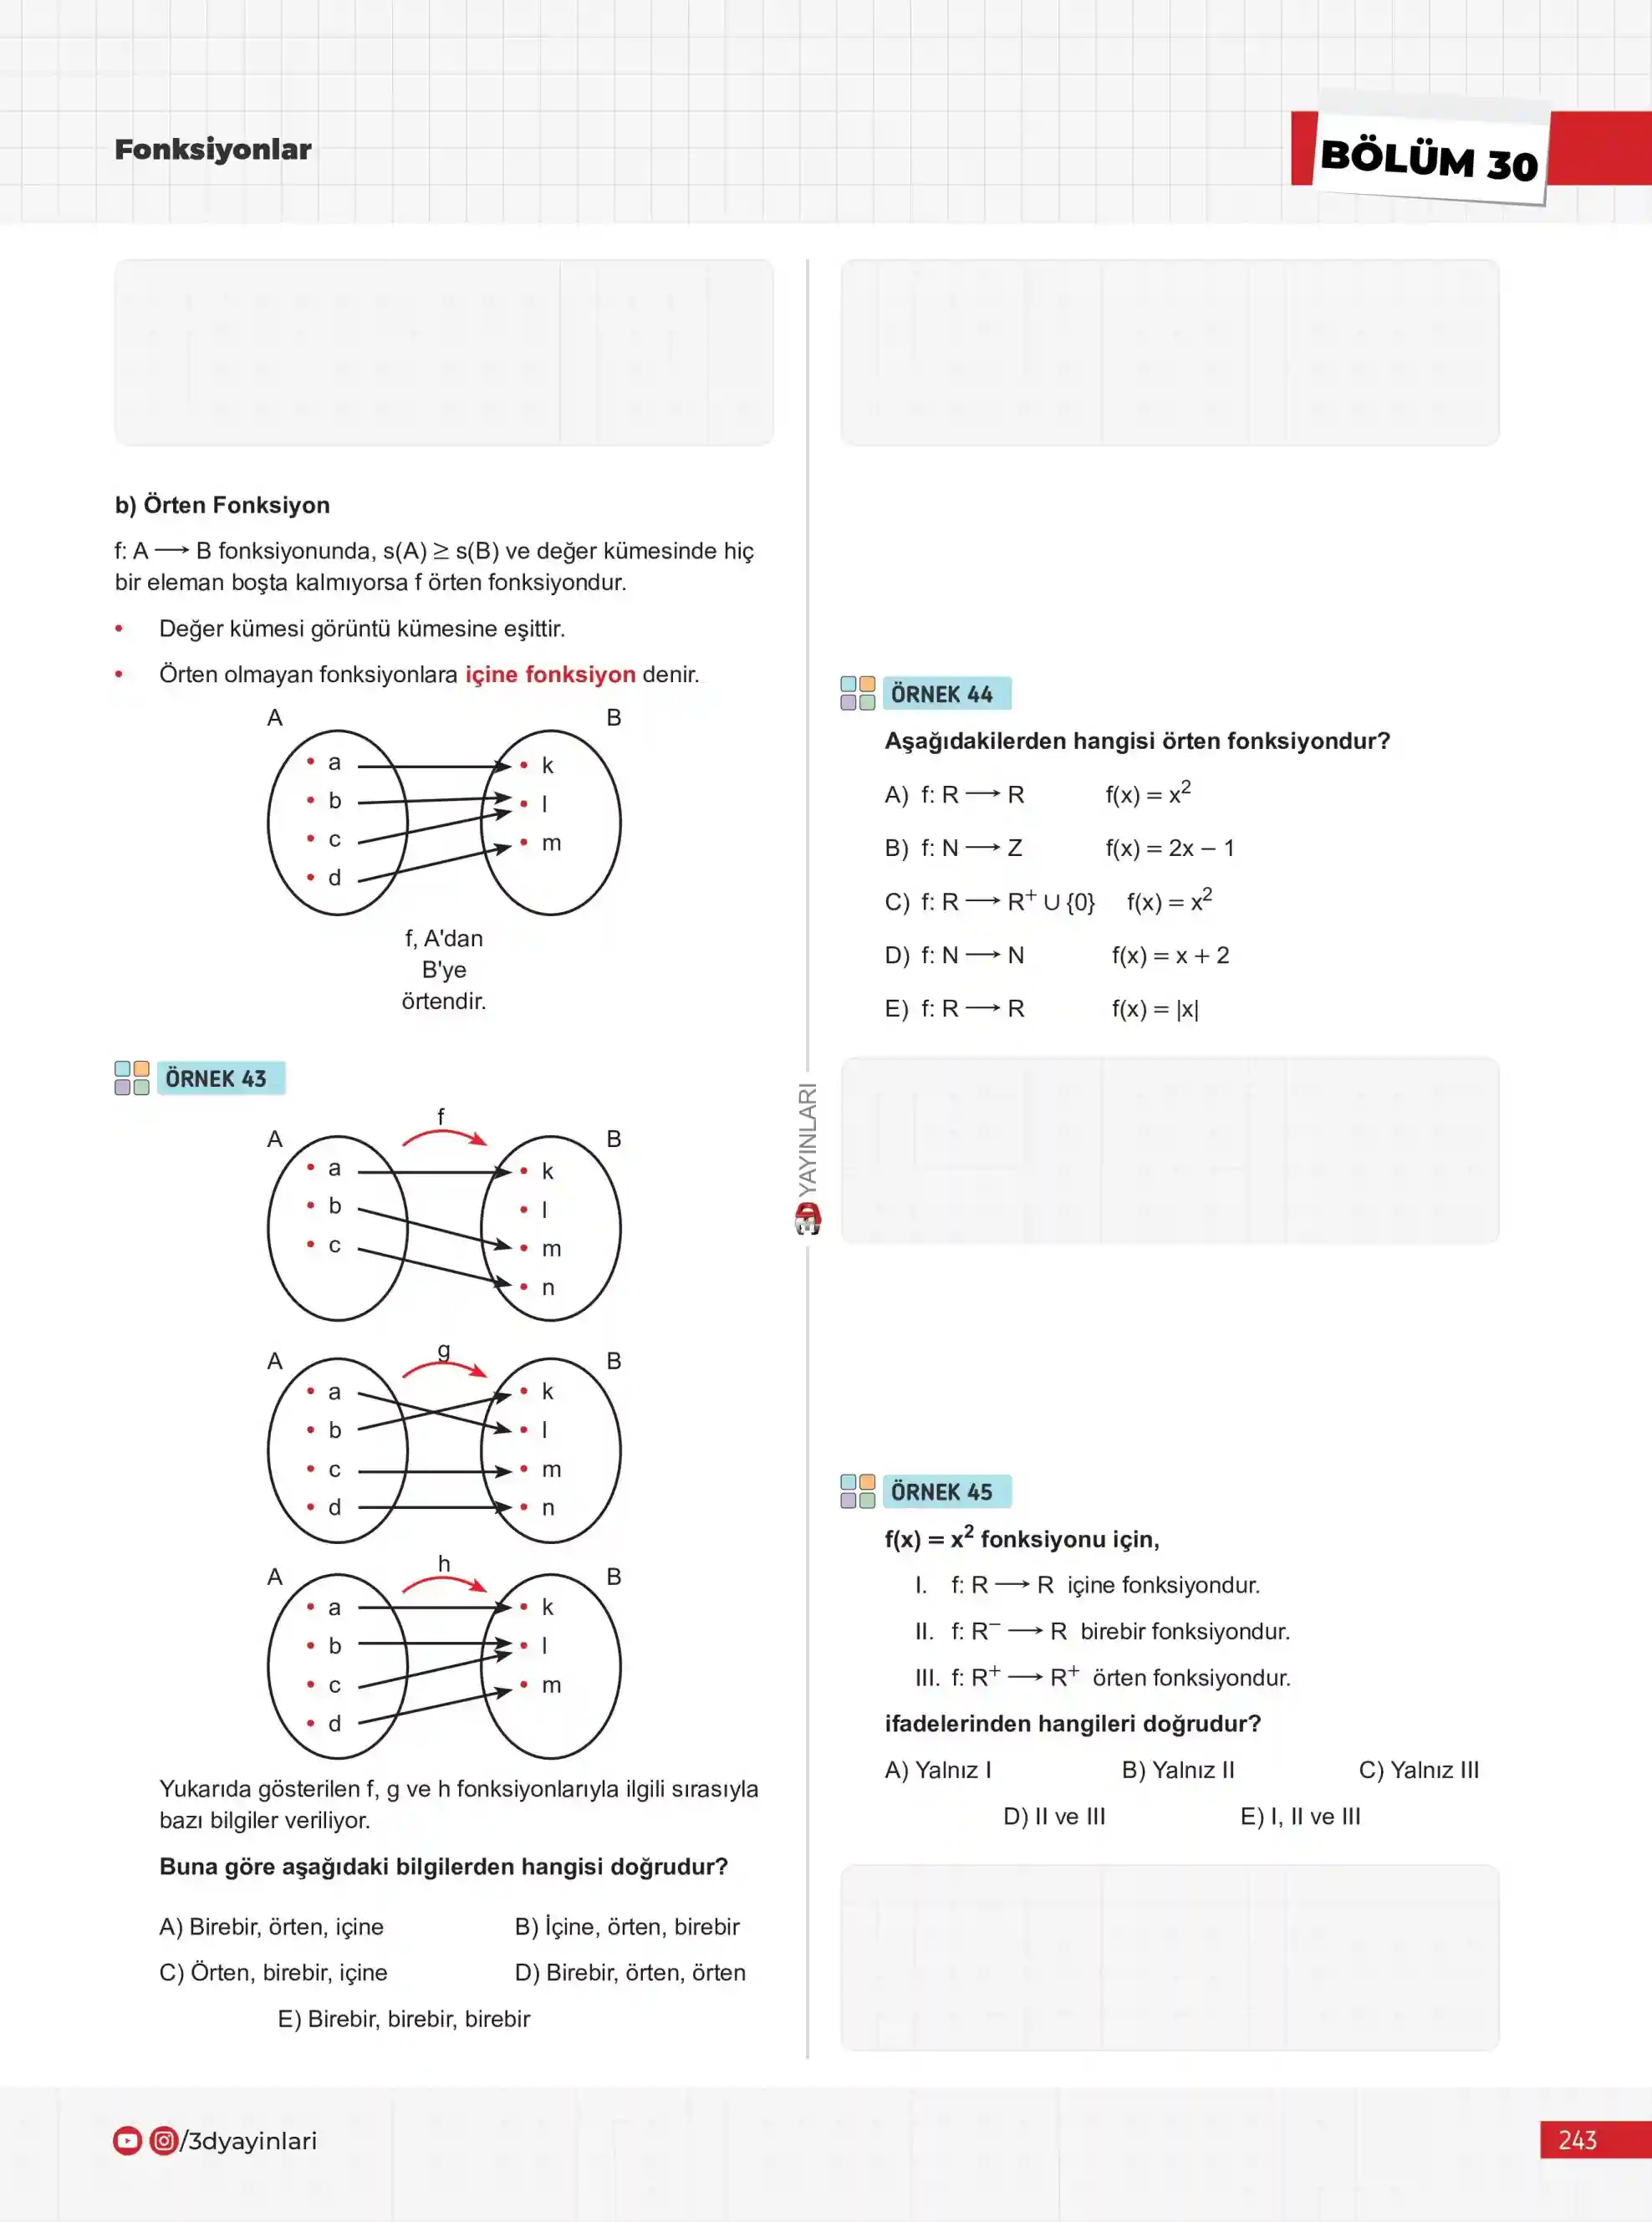 Fonksiyonlar
BÖLÜM 30
b) Örten Fonksiyon
f: A ⟶ B fonksiyonunda, s(A) ≥ s(B) ve değer kümesinde hiç
bir eleman boşta kalmıyorsa f örten fonksiyondur.
• Değer kümesi görüntü kümesine eşittir.
• Örten olmayan fonksiyonlara içine fonksiyon denir.
A B
• a • k
• b • l
• c • m
• d
f, A'dan
B'ye
örtendir.
ÖRNEK 43
f
A B
• a • k
• b • l
• c • m
• n
g
A B
• a • k
• b • l
• c • m
• d • n
h
A B
• a • k
• b • l
• c • m
• d
Yukarıda gösterilen f, g ve h fonksiyonlarıyla ilgili sırasıyla
bazı bilgiler veriliyor.
Buna göre aşağıdaki bilgilerden hangisi doğrudur?
A) Birebir, örten, içine B) İçine, örten, birebir
C) Örten, birebir, içine D) Birebir, örten, örten
E) Birebir, birebir, birebir
3D YAYINLARI
ÖRNEK 44
Aşağıdakilerden hangisi örten fonksiyondur?
A) f: R ⟶ R f(x) = x²
B) f: N ⟶ Z f(x) = 2x – 1
C) f: R ⟶ R⁺ ∪ {0} f(x) = x²
D) f: N ⟶ N f(x) = x + 2
E) f: R ⟶ R f(x) = |x|
ÖRNEK 45
f(x) = x² fonksiyonu için,
I. f: R ⟶ R içine fonksiyondur.
II. f: R⁻ ⟶ R birebir fonksiyondur.
III. f: R⁺ ⟶ R⁺ örten fonksiyondur.
ifadelerinden hangileri doğrudur?
A) Yalnız I B) Yalnız II C) Yalnız III
D) II ve III E) I, II ve III
/3dyayinlari
243